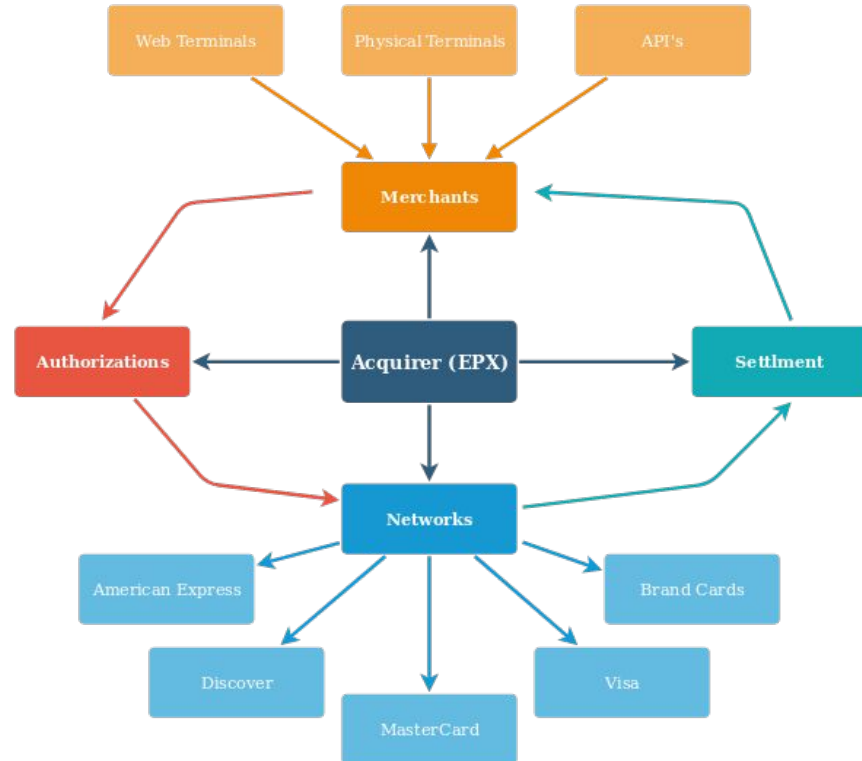 Web Terminals
Physical Terminals
API's
Merchants
Authorizations
Acquirer (EPX)
Settlment
Networks
American Express
Brand Cards
Discover
Visa
MasterCard